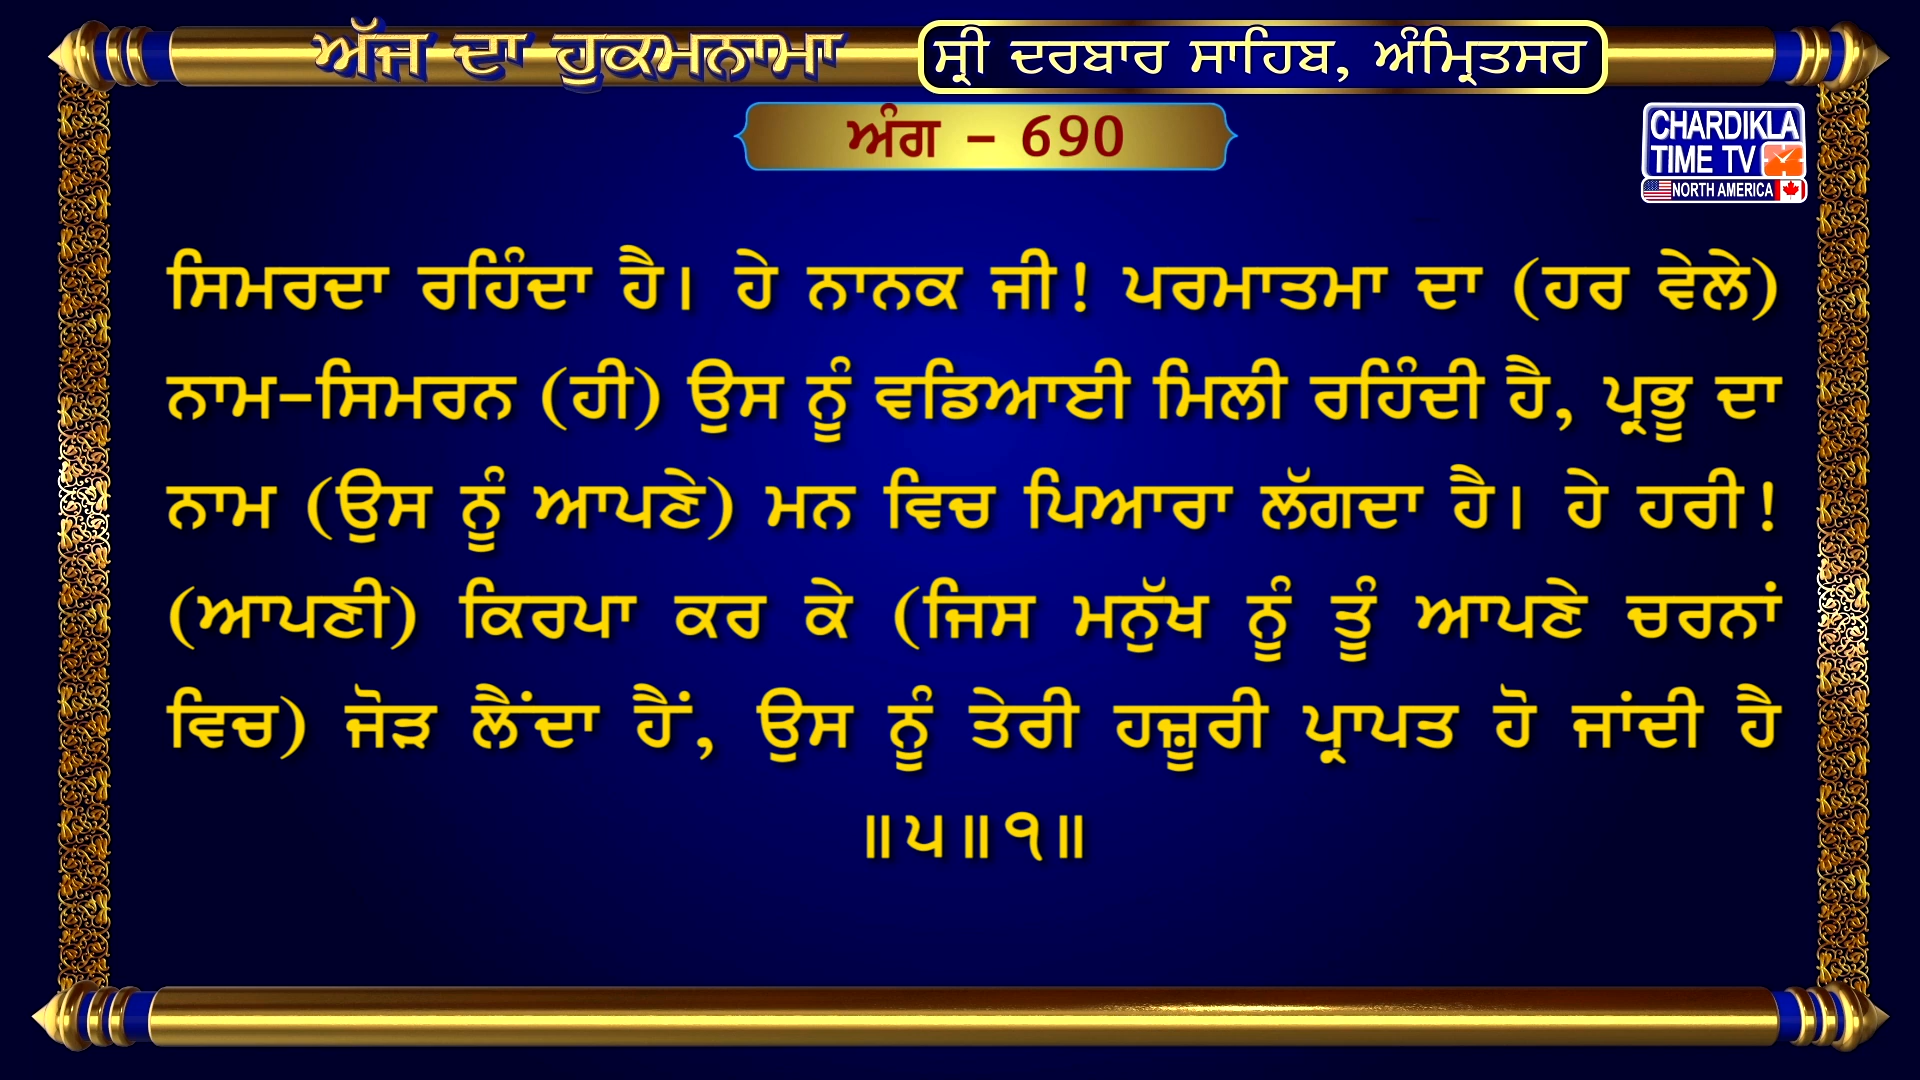 ਅੱਜ ਦਾ ਹੁਕਮਨਾਮਾ
ਸ੍ਰੀ ਦਰਬਾਰ ਸਾਹਿਬ, ਅੰਮ੍ਰਿਤਸਰ
ਅੰਗ - 690
CHARDIKLA
TIME TV
NORTH AMERICA
ਸਿਮਰਦਾ ਰਹਿੰਦਾ ਹੈ। ਹੇ ਨਾਨਕ ਜੀ! ਪਰਮਾਤਮਾ ਦਾ (ਹਰ ਵੇਲੇ)
ਨਾਮ-ਸਿਮਰਨ (ਹੀ) ਉਸ ਨੂੰ ਵਡਿਆਈ ਮਿਲੀ ਰਹਿੰਦੀ ਹੈ, ਪ੍ਰਭੂ ਦਾ
ਨਾਮ (ਉਸ ਨੂੰ ਆਪਣੇ) ਮਨ ਵਿਚ ਪਿਆਰਾ ਲੱਗਦਾ ਹੈ। ਹੇ ਹਰੀ!
(ਆਪਣੀ) ਕਿਰਪਾ ਕਰ ਕੇ (ਜਿਸ ਮਨੁੱਖ ਨੂੰ ਤੂੰ ਆਪਣੇ ਚਰਨਾਂ
ਵਿਚ) ਜੋੜ ਲੈਂਦਾ ਹੈਂ, ਉਸ ਨੂੰ ਤੇਰੀ ਹਜ਼ੂਰੀ ਪ੍ਰਾਪਤ ਹੋ ਜਾਂਦੀ ਹੈ
॥੫॥੧॥